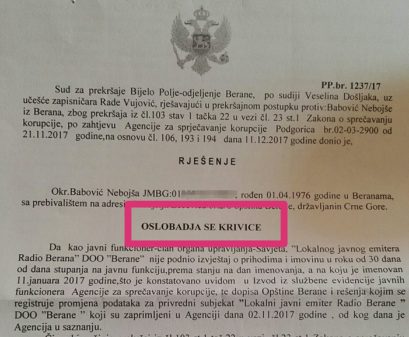 PP.br. 1237/17
Sud za prekršaje Bijelo Polje-odjeljenje Berane, po sudiji Veselina Došljaka, uz
učešće zapisničara Rade Vujović, rješavajući u prekršajnom postupku protiv:Babović Nebojše
iz Berana, zbog prekršaja iz čl.103 stav 1 tačka 22 u vezi čl. 23 st.1 Zakona o sprečavanju
korupcije, po zahtjevu Agencije za sprječavanje korupcije Podgorica br.02-03-2900 od
21.11.2017 godine,na osnovu čl. 106, 193 i 194 dana 11.12.2017 godine donio je,
RJEŠENJE
Okr.Babović Nebojša JMBG:01 rođen 01.04.1976 u Beranama,
sa prebivalištem na adresi državljanin Crne Gore.
OSLOBADJA SE KRIVICE
Da kao javni funkcioner-član organa upravljanja-Savjeta, "Lokalnog javnog emitera
Radio Berana" DOO "Berane" nije podnio izvještaj o prihodima i imovini u roku od 30 dana
od dana stupanja na javnu funkciju,prema stanju na dan imenovanja, a na koju je imenovan
11.januara 2017 godine,što je konstatovano uvidom u Izvod iz službene evidencije javnih
funkcionera Agencije za sprečavanje korupcije, te dopisa Opštine Berane i rešenja kojim se
registruje promjena podataka za privredni subjekat "Lokalni javni emiter Radio Berane"
DOO "Berane" koji su zaprimljeni u Agenciji dana 02.11.2017 godine, od kog dana je
Agencija u saznanju.